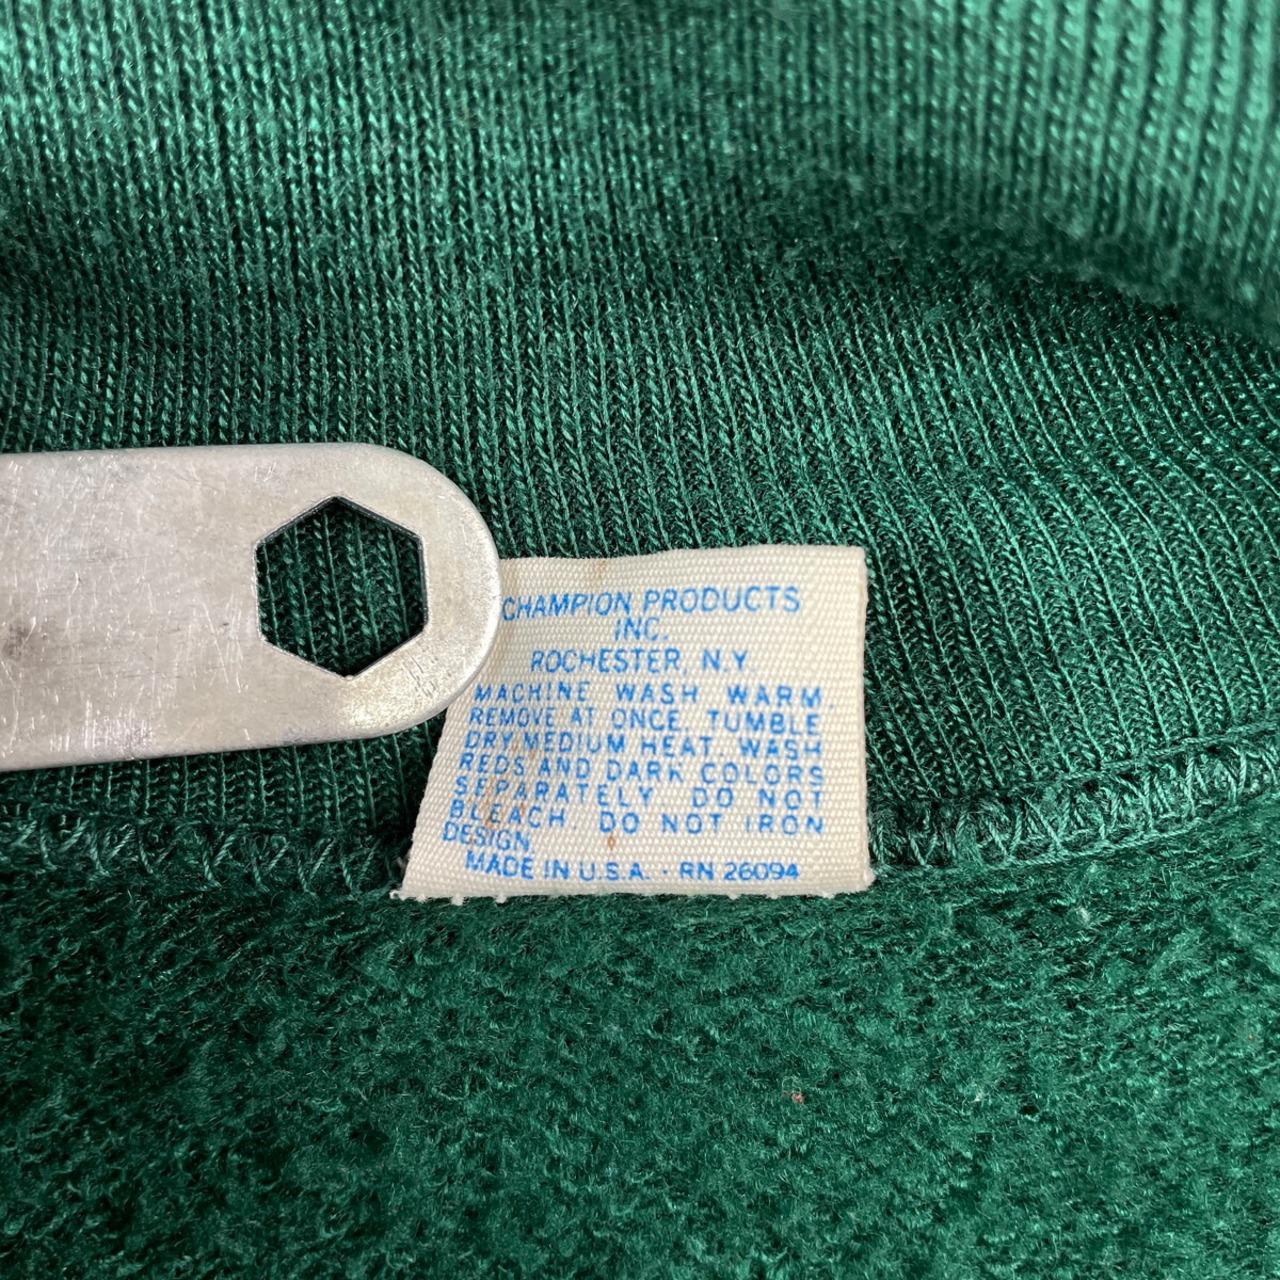 CHAMPION PRODUCTS
INC.
ROCHESTER, N.Y.
MACHINE WASH WARM.
REMOVE AT ONCE. TUMBLE
DRY MEDIUM HEAT. WASH
REDS AND DARK COLORS
SEPARATELY. DO NOT
BLEACH. DO NOT IRON
DESIGN.
MADE IN U.S.A. · RN 26094